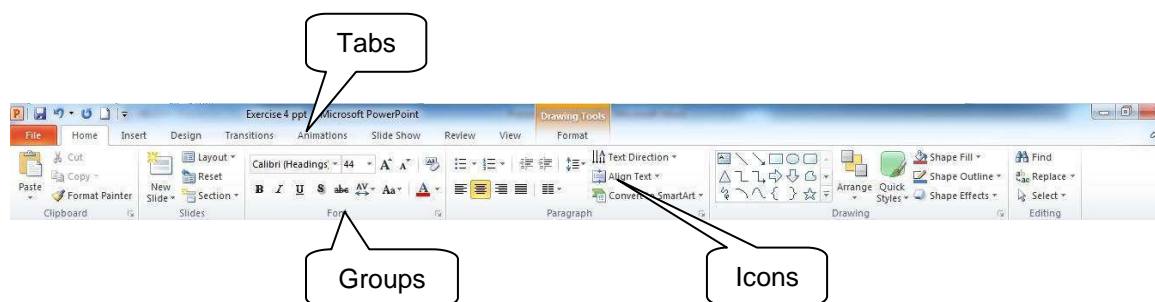 Tabs
Exercise 4 ppt - Microsoft PowerPoint Drawing Tools
File Home Insert Design Transitions Animations Slide Show Review View Format
Cut Layout Calibri (Headings) 44 Text Direction Shape Fill Find
Copy Reset Align Text Shape Outline Replace
Paste Format Painter New Slide Section B I U S abc AV Aa A Convert to SmartArt Arrange Quick Styles Shape Effects Select
Clipboard Slides Font Paragraph Drawing Editing
Groups Icons